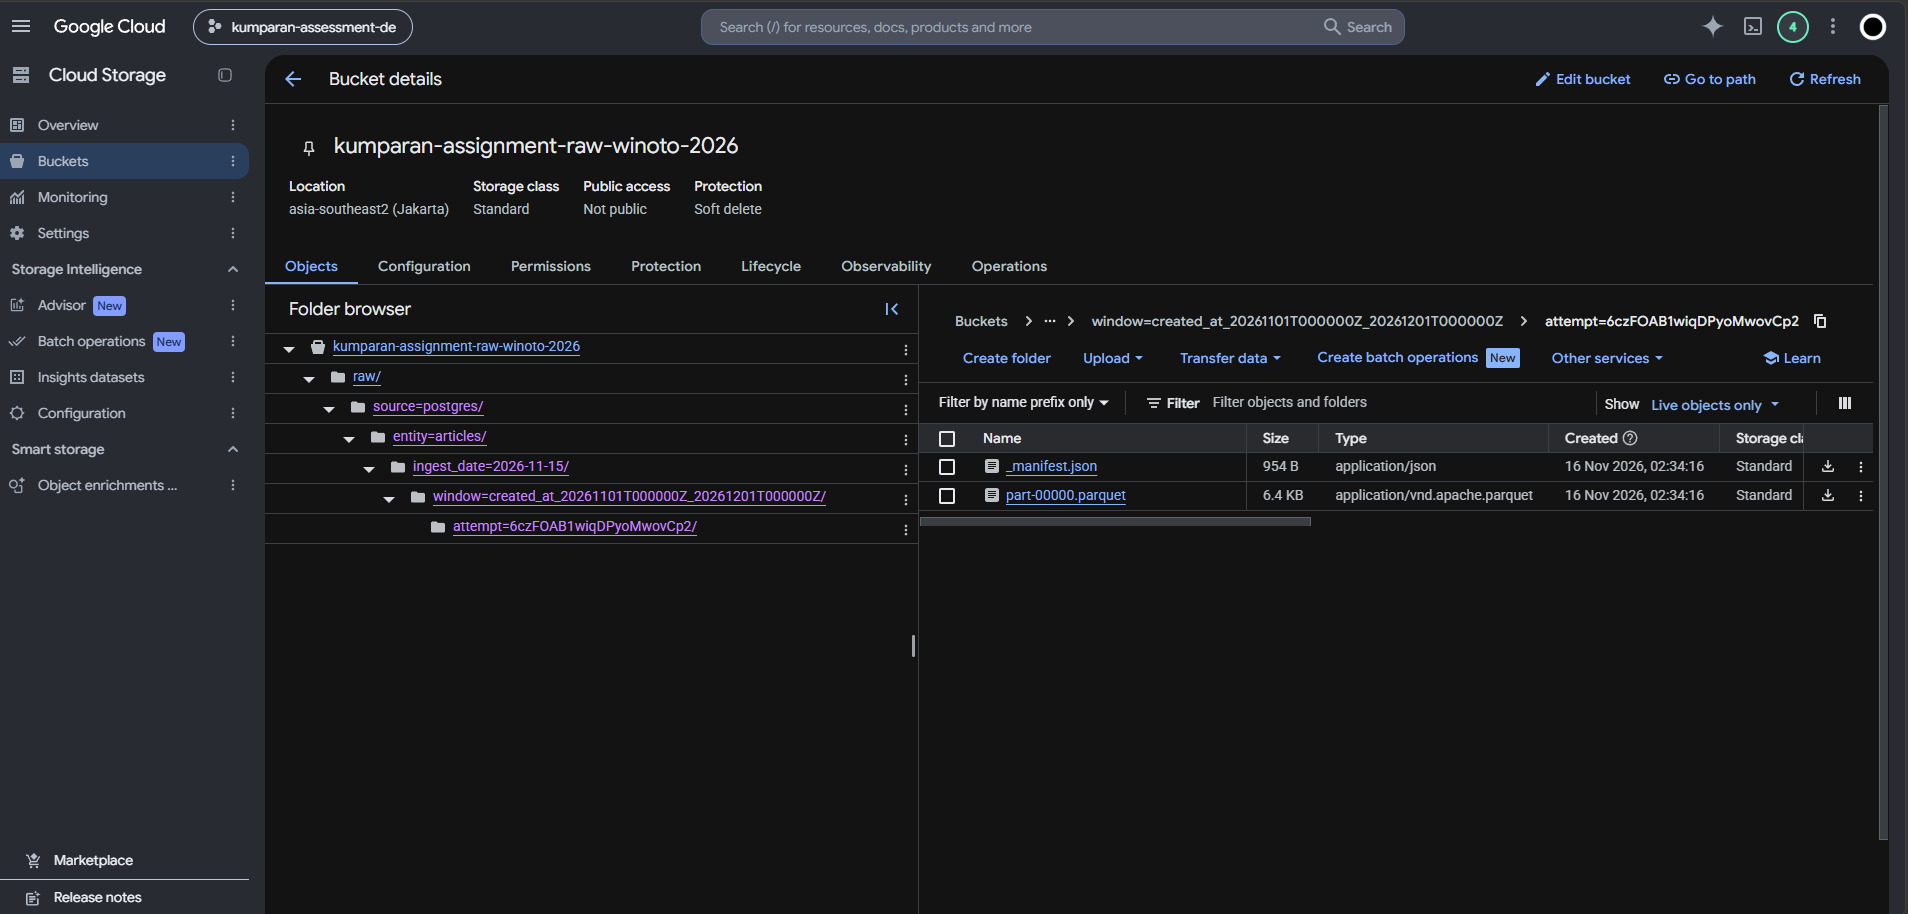 Google Cloud
kumparan-assessment-de
Search (/) for resources, docs, products and more
Search
4
Cloud Storage
Overview
Buckets
Monitoring
Settings
Storage Intelligence
Advisor New
Batch operations New
Insights datasets
Configuration
Smart storage
Object enrichments ...
Marketplace
Release notes
Bucket details
Edit bucket
Go to path
Refresh
kumparan-assignment-raw-winoto-2026
Location Storage class Public access Protection
asia-southeast2 (Jakarta) Standard Not public Soft delete
Objects Configuration Permissions Protection Lifecycle Observability Operations
Folder browser
kumparan-assignment-raw-winoto-2026
raw/
source=postgres/
entity=articles/
ingest_date=2026-11-15/
window=created_at_20261101T000000Z_20261201T000000Z/
attempt=6czFOAB1wiqDPyoMwovCp2/
Buckets > ... > window=created_at_20261101T000000Z_20261201T000000Z > attempt=6czFOAB1wiqDPyoMwovCp2
Create folder Upload Transfer data Create batch operations New Other services Learn
Filter by name prefix only Filter Filter objects and folders Show Live objects only
Name Size Type Created Storage cla
_manifest.json 954 B application/json 16 Nov 2026, 02:34:16 Standard
part-00000.parquet 6.4 KB application/vnd.apache.parquet 16 Nov 2026, 02:34:16 Standard